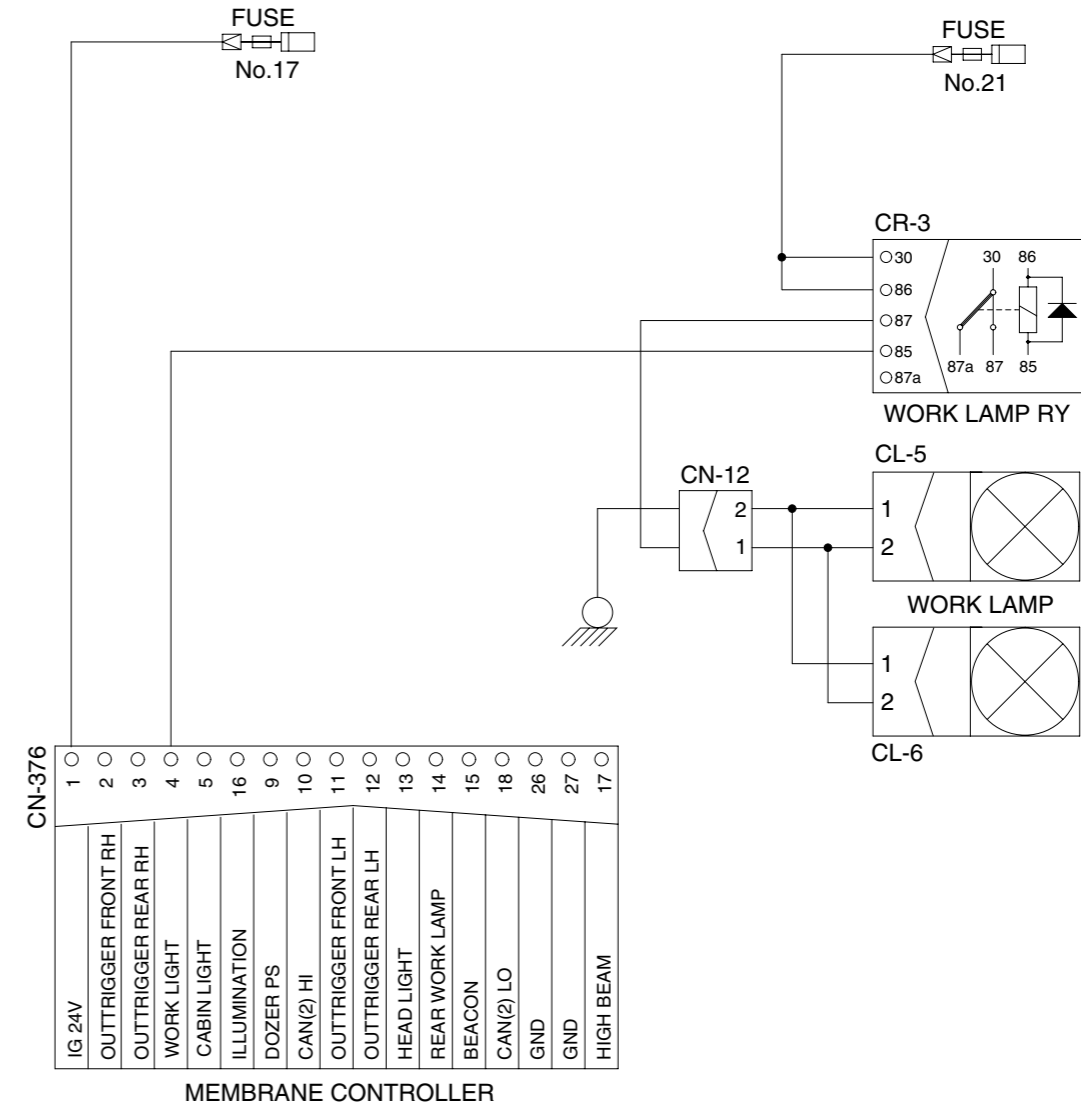 FUSE
No.17
FUSE
No.21
CR-3
30
86
87
85
87a
30 86
87a 87 85
WORK LAMP RY
CL-5
1
2
WORK LAMP
1
2
CL-6
CN-12
2
1
CN-376
1 2 3 4 5 16 9 10 11 12 13 14 15 18 26 27 17
IG 24V
OUTTRIGGER FRONT RH
OUTTRIGGER REAR RH
WORK LIGHT
CABIN LIGHT
ILLUMINATION
DOZER PS
CAN(2) HI
OUTTRIGGER FRONT LH
OUTTRIGGER REAR LH
HEAD LIGHT
REAR WORK LAMP
BEACON
CAN(2) LO
GND
GND
HIGH BEAM
MEMBRANE CONTROLLER